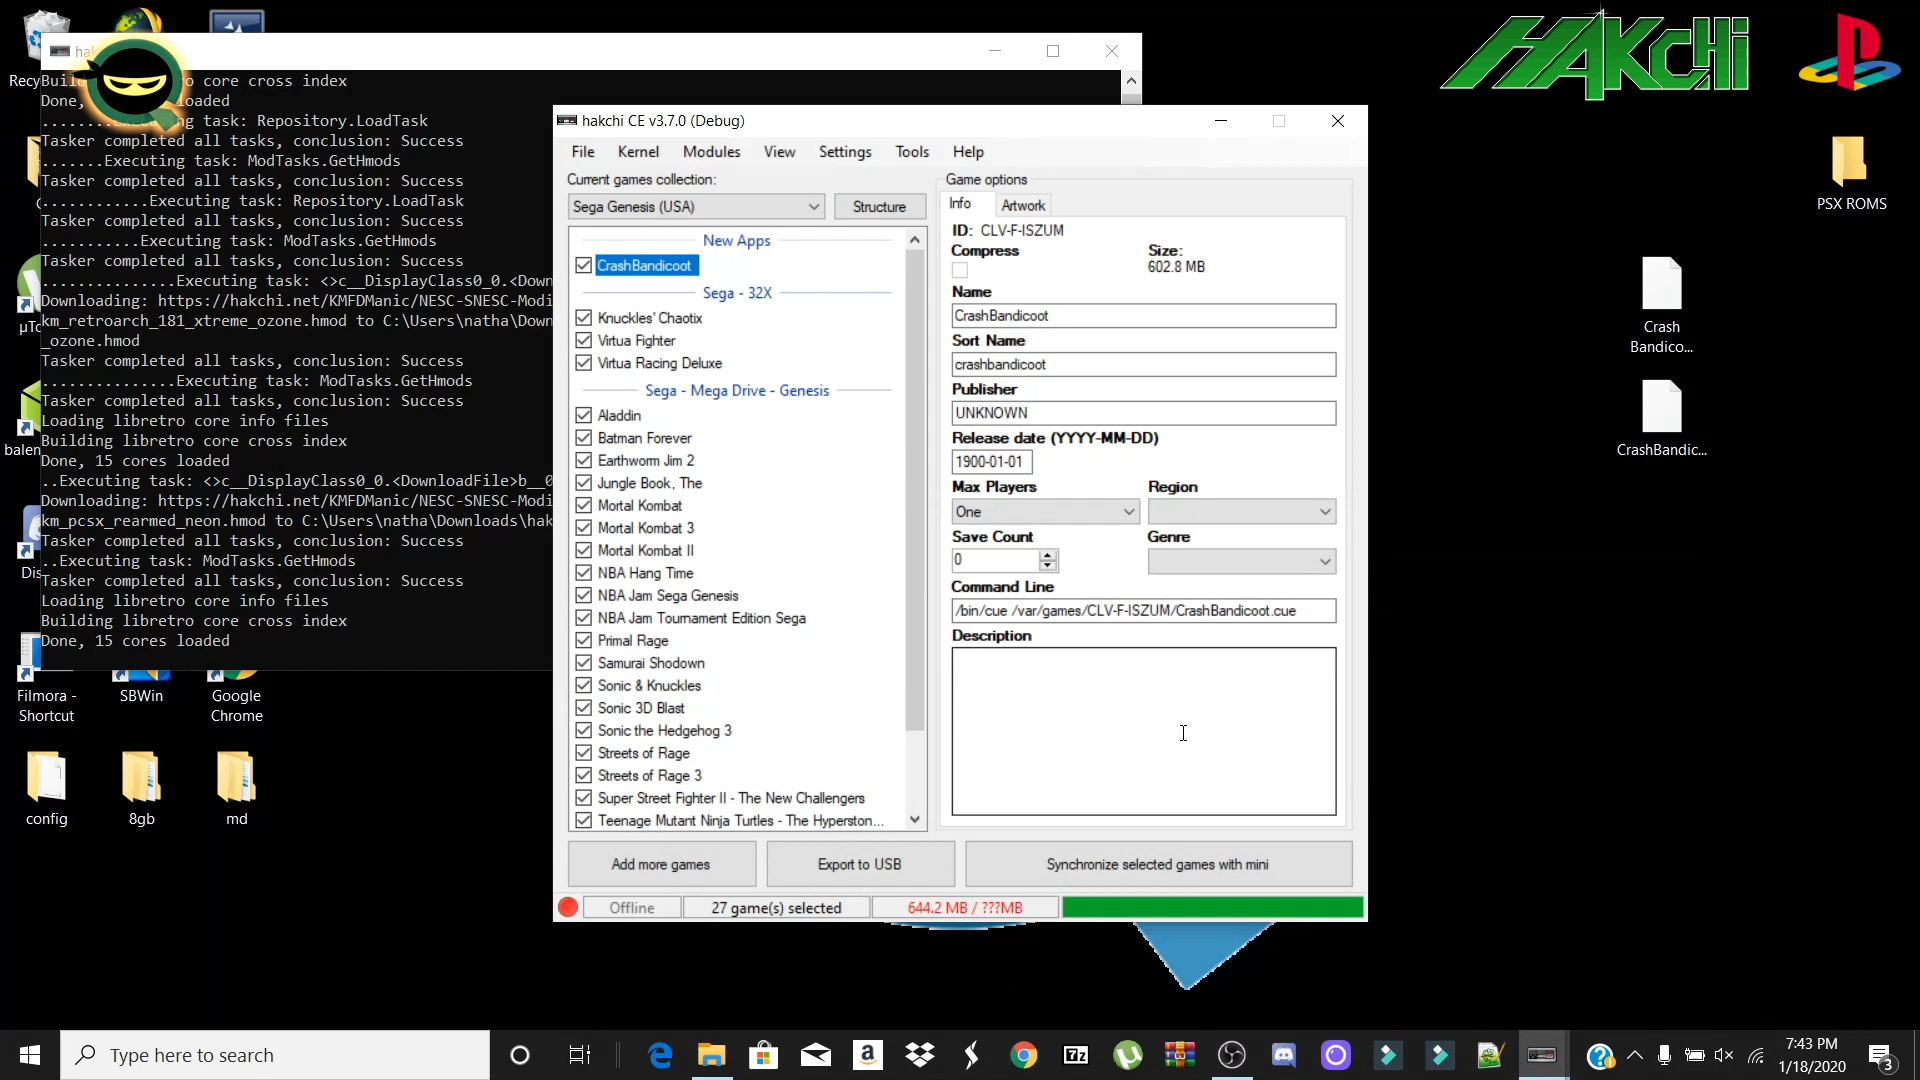 HAKCHI
Recy
hak
Building libretro core cross index
Done, loaded
Executing task: Repository.LoadTask
Tasker completed all tasks, conclusion: Success
.......Executing task: ModTasks.GetHmods
Tasker completed all tasks, conclusion: Success
............Executing task: Repository.LoadTask
Tasker completed all tasks, conclusion: Success
...........Executing task: ModTasks.GetHmods
Tasker completed all tasks, conclusion: Success
...............Executing task: <>c__DisplayClass0_0.<Down
Downloading: https://hakchi.net/KMFDManic/NESC-SNESC-Modi
km_retroarch_181_xtreme_ozone.hmod to C:\Users\natha\Down
_ozone.hmod
Tasker completed all tasks, conclusion: Success
...............Executing task: ModTasks.GetHmods
Tasker completed all tasks, conclusion: Success
Loading libretro core info files
Building libretro core cross index
Done, 15 cores loaded
..Executing task: <>c__DisplayClass0_0.<DownloadFile>b__0
Downloading: https://hakchi.net/KMFDManic/NESC-SNESC-Modi
km_pcsx_rearmed_neon.hmod to C:\Users\natha\Downloads\hak
Tasker completed all tasks, conclusion: Success
..Executing task: ModTasks.GetHmods
Tasker completed all tasks, conclusion: Success
Loading libretro core info files
Building libretro core cross index
Done, 15 cores loaded
µTo
balen
Dis
Filmora -
Shortcut
SBWin
Google
Chrome
config
8gb
md
hakchi CE v3.7.0 (Debug)
File Kernel Modules View Settings Tools Help
Current games collection:
Sega Genesis (USA)
Structure
New Apps
CrashBandicoot
Sega - 32X
Knuckles' Chaotix
Virtua Fighter
Virtua Racing Deluxe
Sega - Mega Drive - Genesis
Aladdin
Batman Forever
Earthworm Jim 2
Jungle Book, The
Mortal Kombat
Mortal Kombat 3
Mortal Kombat II
NBA Hang Time
NBA Jam Sega Genesis
NBA Jam Tournament Edition Sega
Primal Rage
Samurai Shodown
Sonic & Knuckles
Sonic 3D Blast
Sonic the Hedgehog 3
Streets of Rage
Streets of Rage 3
Super Street Fighter II - The New Challengers
Teenage Mutant Ninja Turtles - The Hyperston...
Game options
Info Artwork
ID: CLV-F-ISZUM
Compress
Size:
602.8 MB
Name
CrashBandicoot
Sort Name
crashbandicoot
Publisher
UNKNOWN
Release date (YYYY-MM-DD)
1900-01-01
Max Players
One
Region
Save Count
0
Genre
Command Line
/bin/cue /var/games/CLV-F-ISZUM/CrashBandicoot.cue
Description
Add more games
Export to USB
Synchronize selected games with mini
Offline
27 game(s) selected
644.2 MB / ???MB
PSX ROMS
Crash
Bandico...
CrashBandic...
Type here to search
7z
7:43 PM
1/18/2020
3